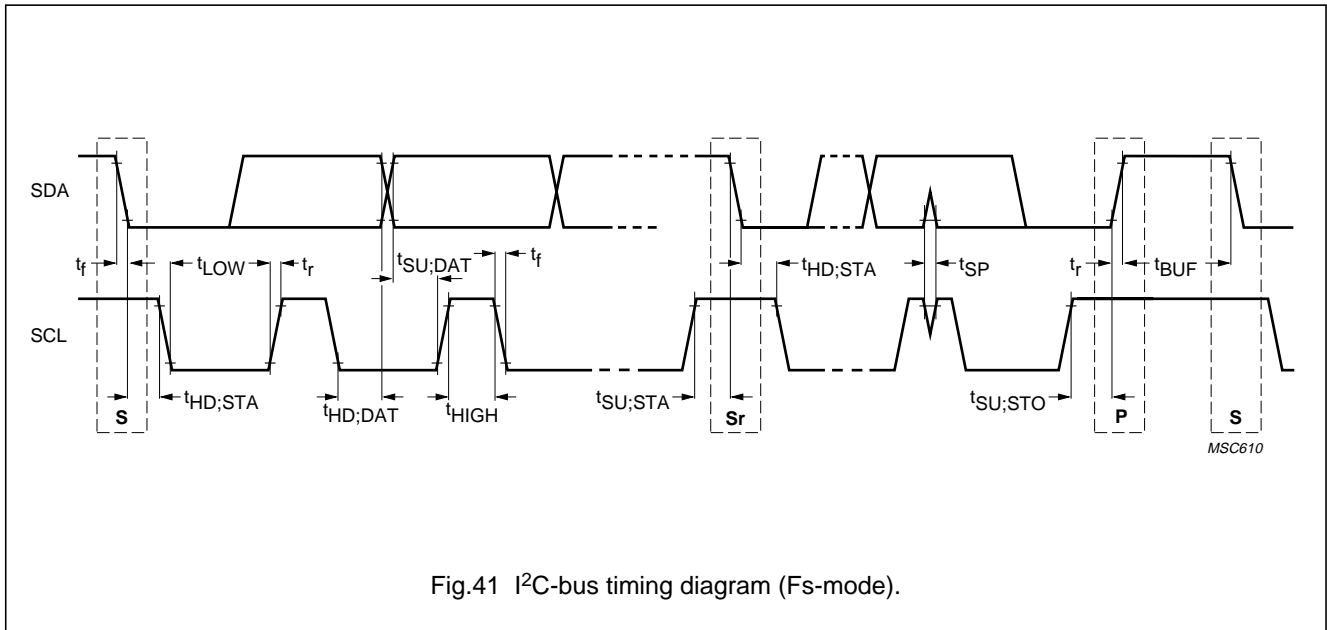 SDA
t_f
t_LOW
t_r
t_SU;DAT
t_f
t_HD;STA
t_SP
t_r
t_BUF
SCL
t_HD;STA
t_HD;DAT
t_HIGH
t_SU;STA
t_SU;STO
S
Sr
P
S
MSC610
Fig.41 I²C-bus timing diagram (Fs-mode).